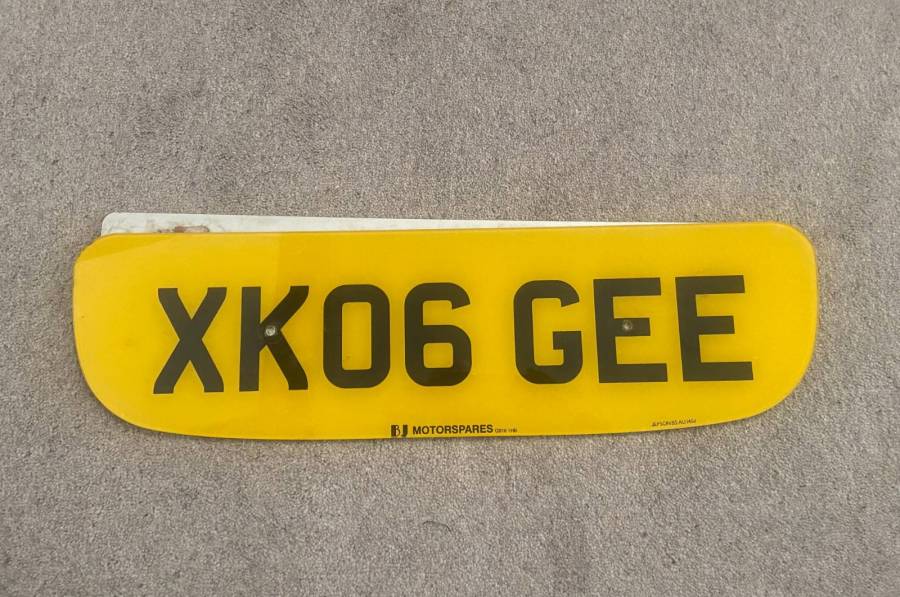 XK06 GEE
BJ MOTORSPARES